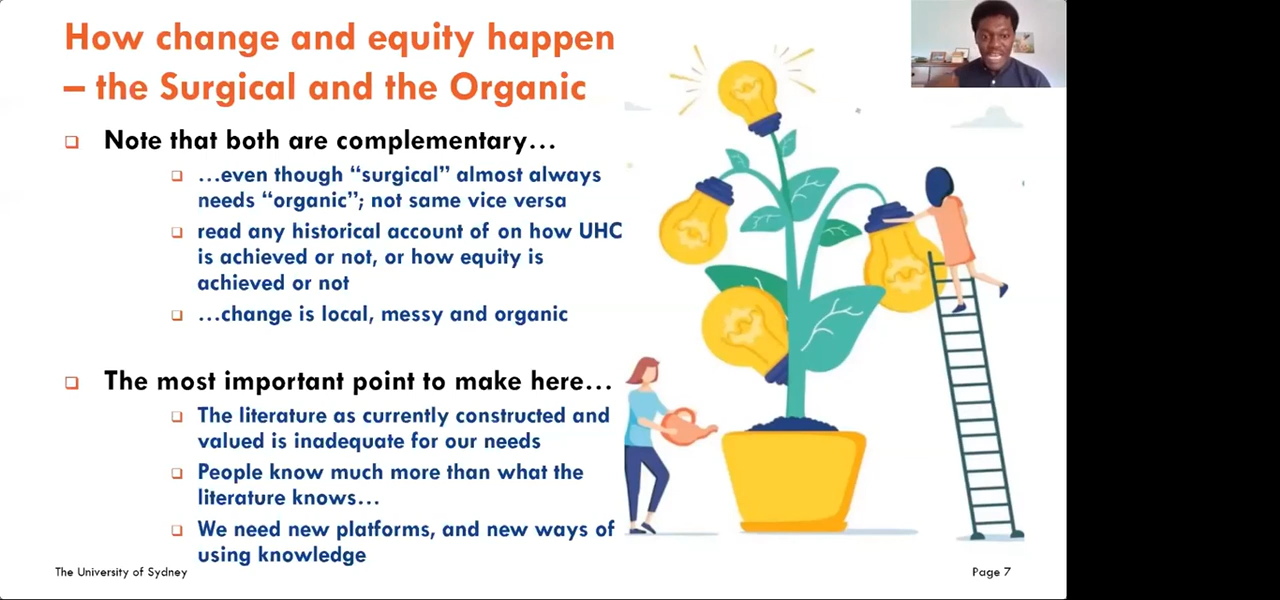 How change and equity happen
– the Surgical and the Organic
Note that both are complementary…
…even though “surgical” almost always
needs “organic”; not same vice versa
read any historical account of on how UHC
is achieved or not, or how equity is
achieved or not
…change is local, messy and organic
The most important point to make here…
The literature as currently constructed and
valued is inadequate for our needs
People know much more than what the
literature knows…
We need new platforms, and new ways of
using knowledge
The University of Sydney
Page 7